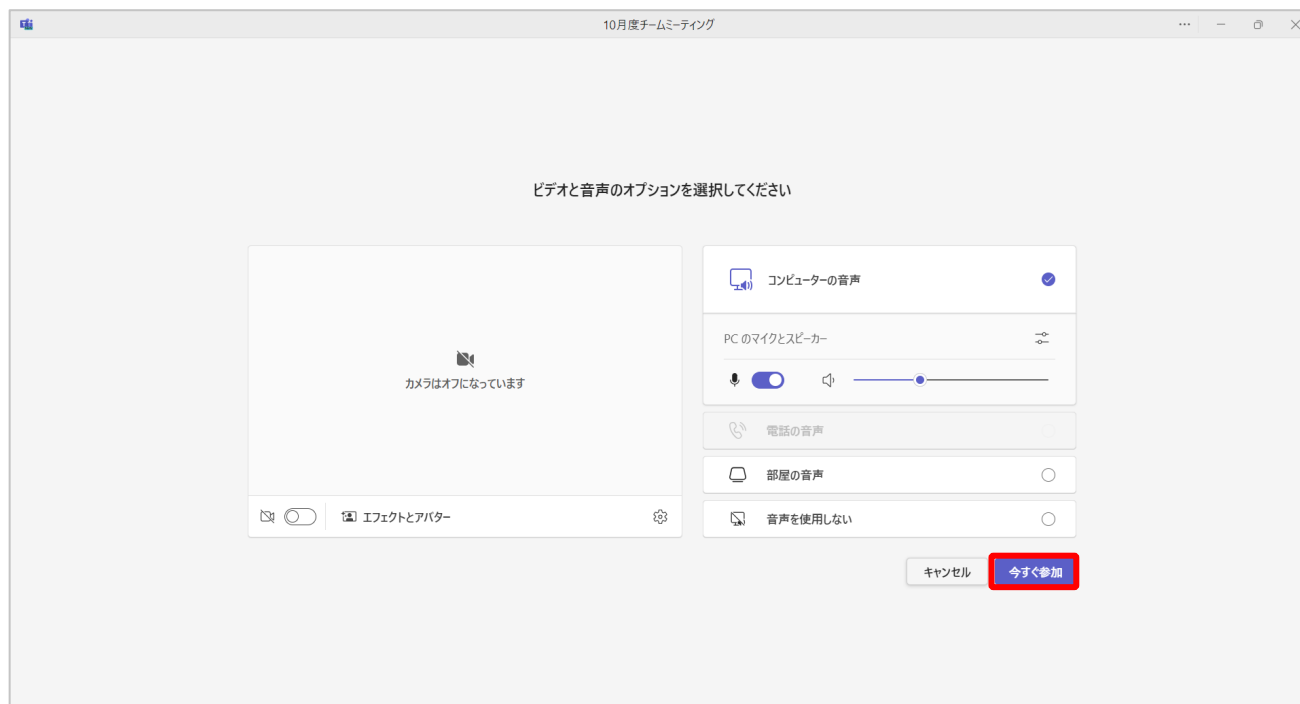 10月度チームミーティング
ビデオと音声のオプションを選択してください
カメラはオフになっています
エフェクトとアバター
コンピューターの音声
PC のマイクとスピーカー
電話の音声
部屋の音声
音声を使用しない
キャンセル
今すぐ参加